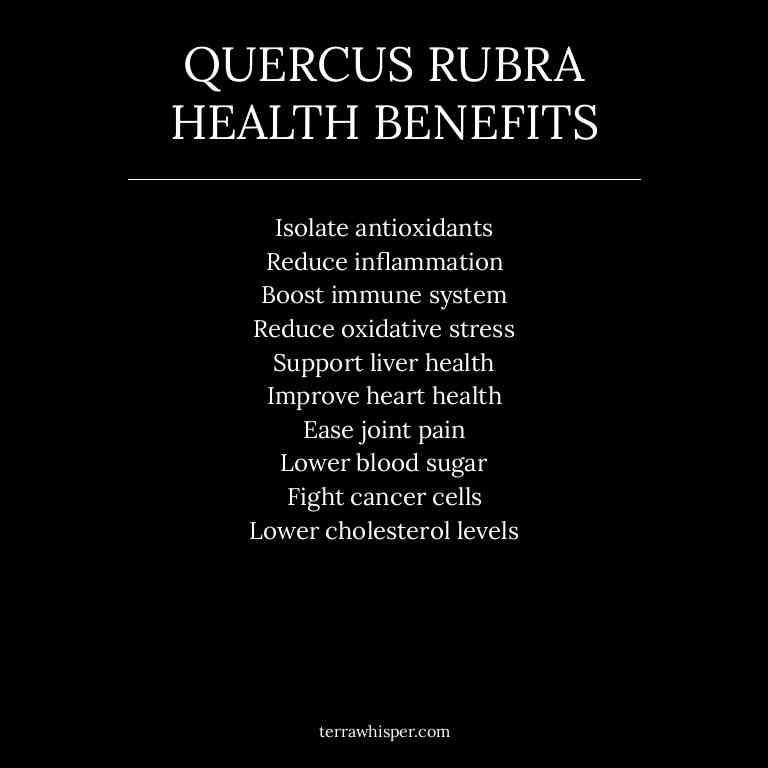 QUERCUS RUBRA
HEALTH BENEFITS
Isolate antioxidants
Reduce inflammation
Boost immune system
Reduce oxidative stress
Support liver health
Improve heart health
Ease joint pain
Lower blood sugar
Fight cancer cells
Lower cholesterol levels
terrawhisper.com